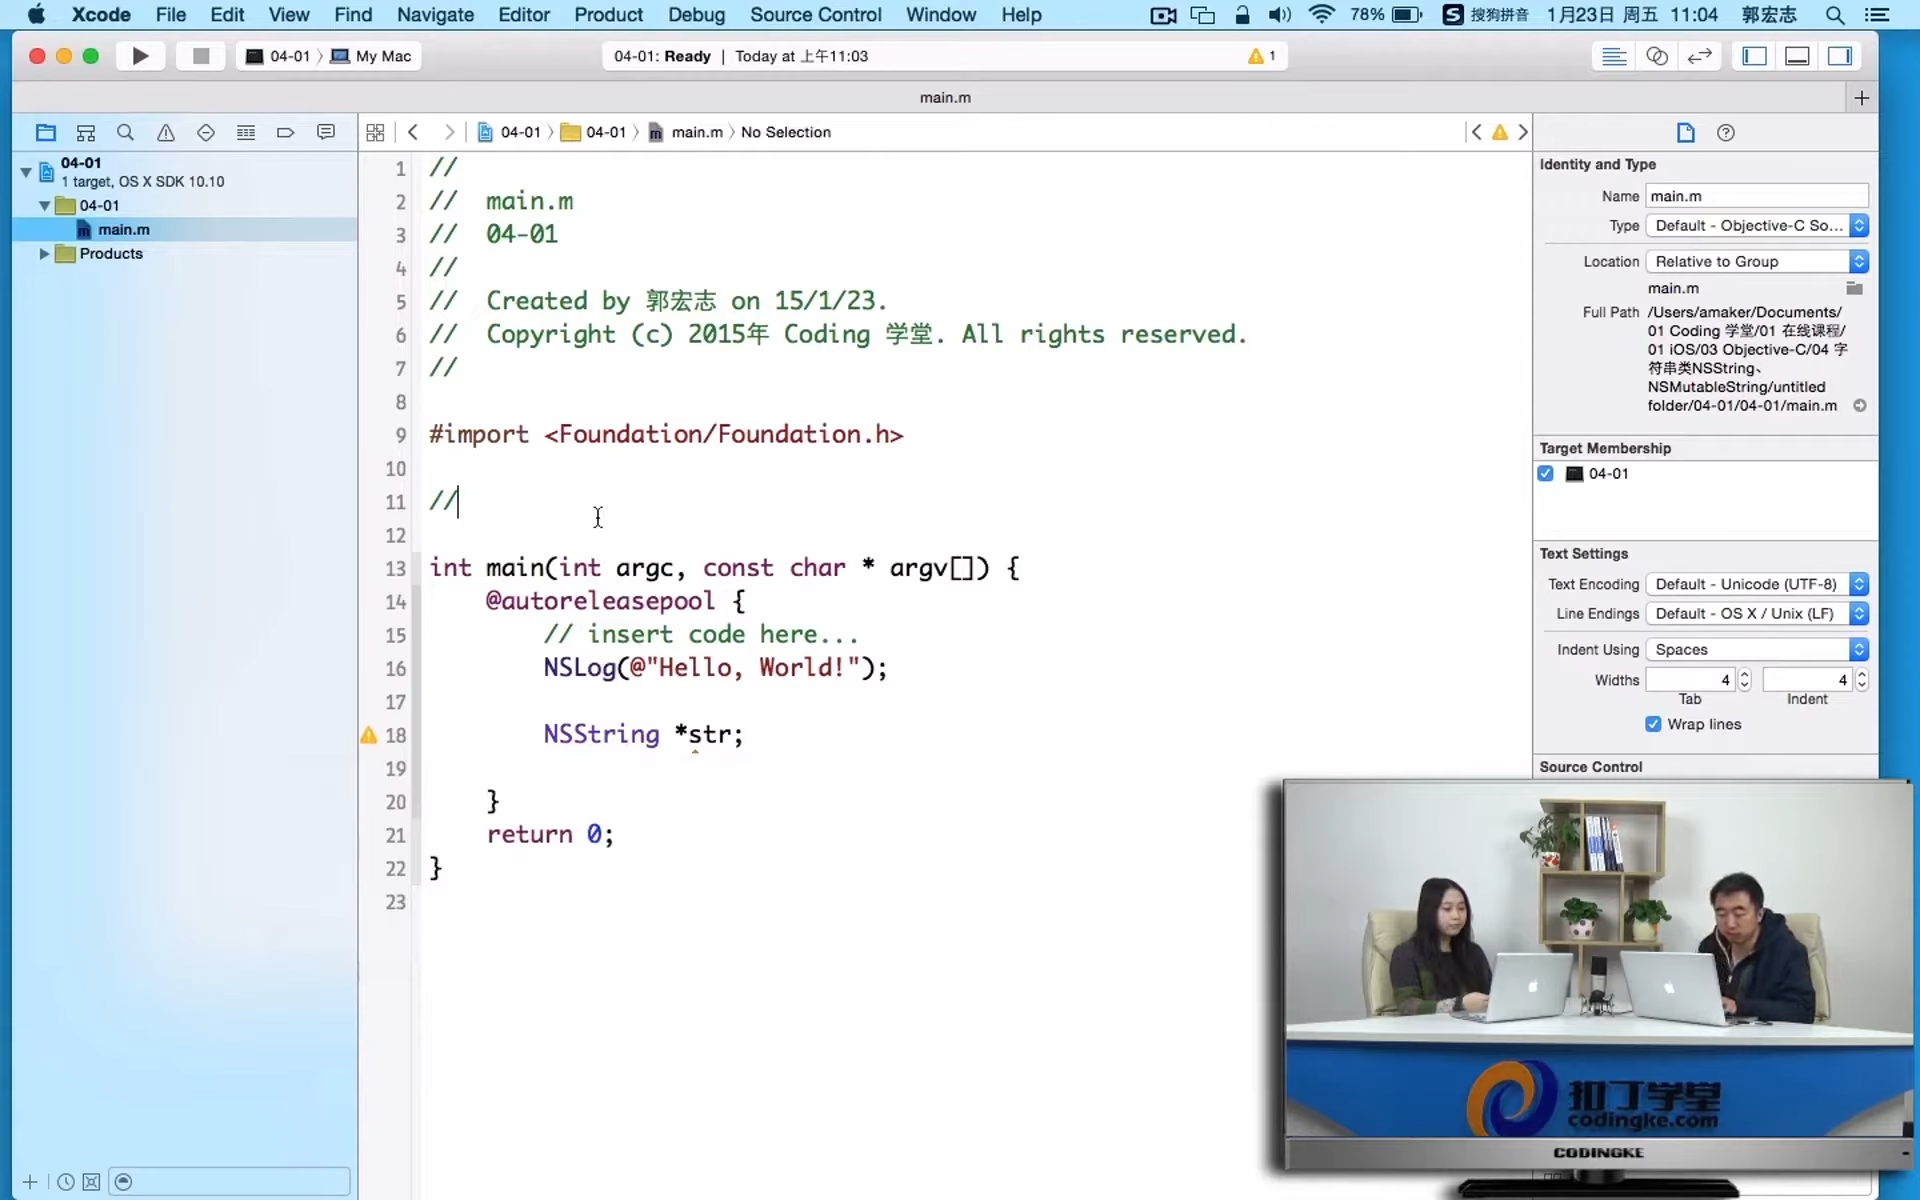 Xcode File Edit View Find Navigate Editor Product Debug Source Control Window Help 78% S 搜狗拼音 1月23日 周五 11:04 郭宏志
04-01 〉 My Mac
04-01: Ready | Today at 上午11:03
1
main.m
04-01 〉 04-01 〉 main.m 〉 No Selection
04-01
1 target, OS X SDK 10.10
04-01
main.m
Products
1 //
2 //  main.m
3 //  04-01
4 //
5 //  Created by 郭宏志 on 15/1/23.
6 //  Copyright (c) 2015年 Coding 学堂. All rights reserved.
7 //
8
9 #import <Foundation/Foundation.h>
10
11 //
12
13 int main(int argc, const char * argv[]) {
14     @autoreleasepool {
15         // insert code here...
16         NSLog(@"Hello, World!");
17
18         NSString *str;
19
20     }
21     return 0;
22 }
23
Identity and Type
Name main.m
Type Default - Objective-C So...
Location Relative to Group
main.m
Full Path /Users/amaker/Documents/
01 Coding 学堂/01 在线课程/
01 iOS/03 Objective-C/04 字
符串类NSString、
NSMutableString/untitled
folder/04-01/04-01/main.m
Target Membership
04-01
Text Settings
Text Encoding Default - Unicode (UTF-8)
Line Endings Default - OS X / Unix (LF)
Indent Using Spaces
Widths 4 4
Tab Indent
Wrap lines
Source Control
扣丁学堂
codingke.com
CODINGKE